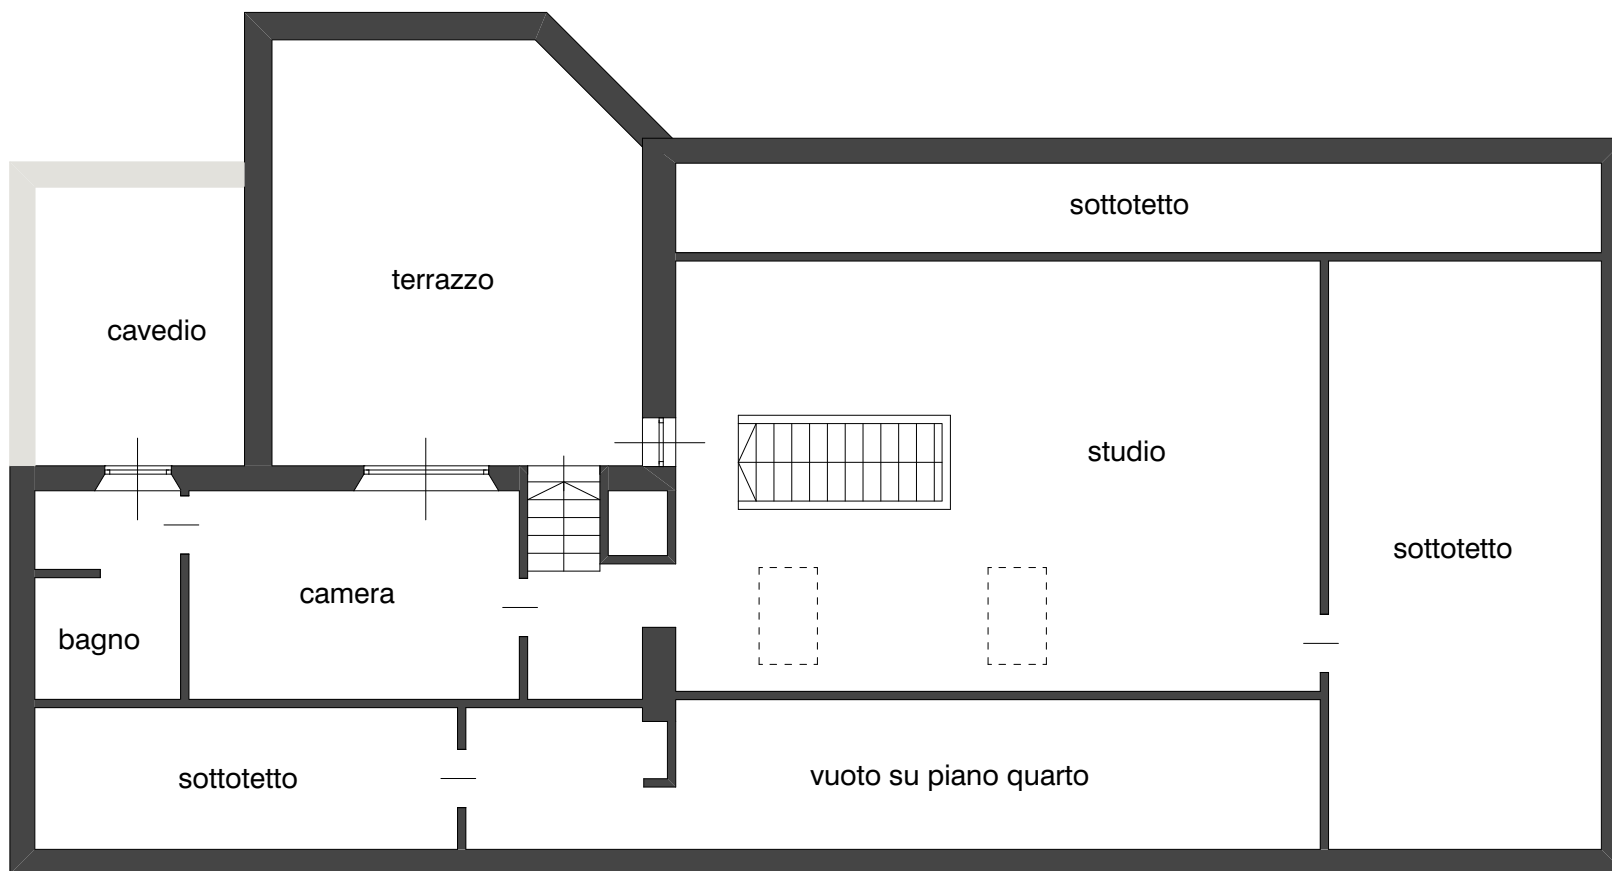 sottotetto
terrazzo
cavedio
studio
sottotetto
camera
bagno
sottotetto
vuoto su piano quarto